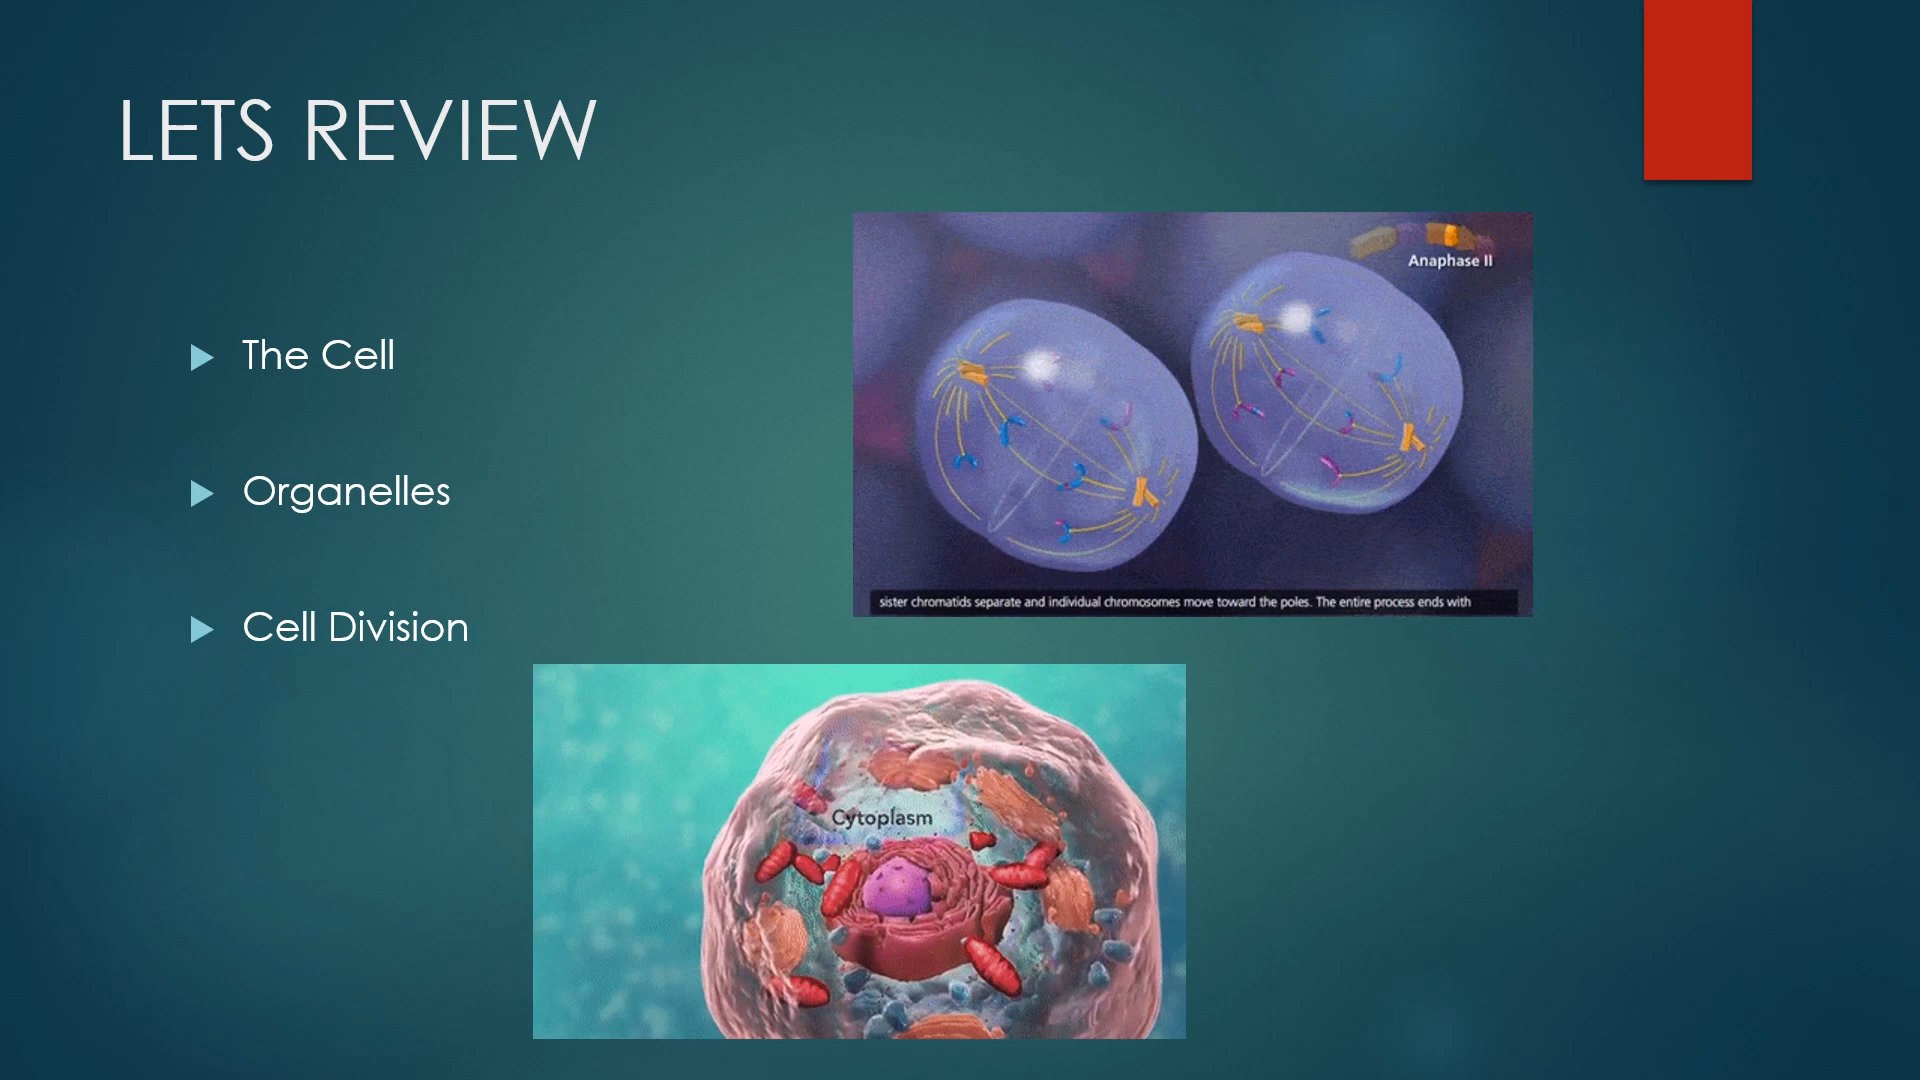 LETS REVIEW
The Cell
Organelles
Cell Division
Anaphase II
sister chromatids separate and individual chromosomes move toward the poles. The entire process ends with
Cytoplasm